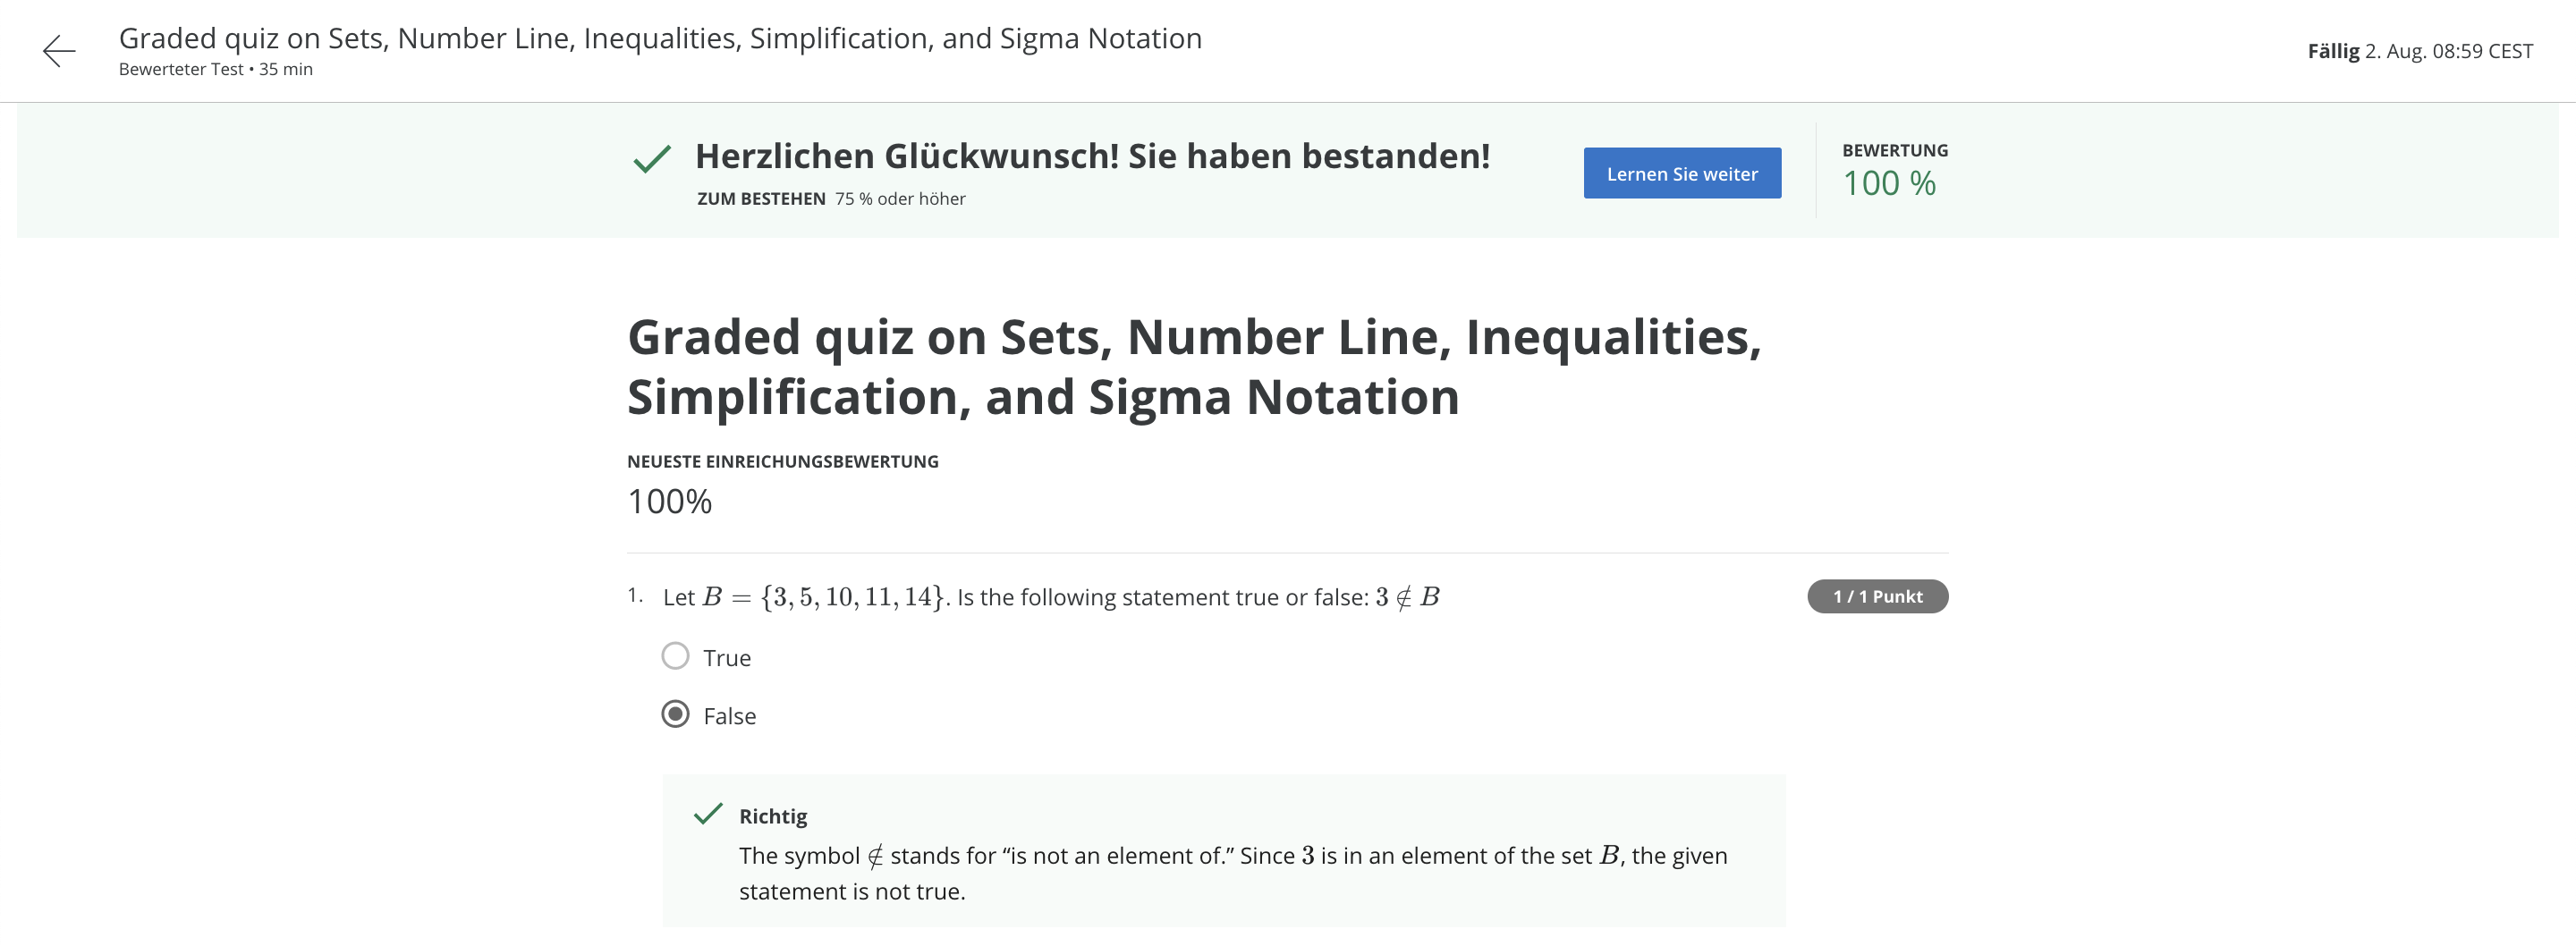 Graded quiz on Sets, Number Line, Inequalities, Simplification, and Sigma Notation
Bewerteter Test • 35 min
Fällig 2. Aug. 08:59 CEST
Herzlichen Glückwunsch! Sie haben bestanden!
ZUM BESTEHEN 75 % oder höher
Lernen Sie weiter
BEWERTUNG
100 %
Graded quiz on Sets, Number Line, Inequalities,
Simplification, and Sigma Notation
NEUESTE EINREICHUNGSBEWERTUNG
100%
1. Let B = {3, 5, 10, 11, 14}. Is the following statement true or false: 3 ∉ B
1 / 1 Punkt
True
False
Richtig
The symbol ∉ stands for “is not an element of.” Since 3 is in an element of the set B, the given
statement is not true.